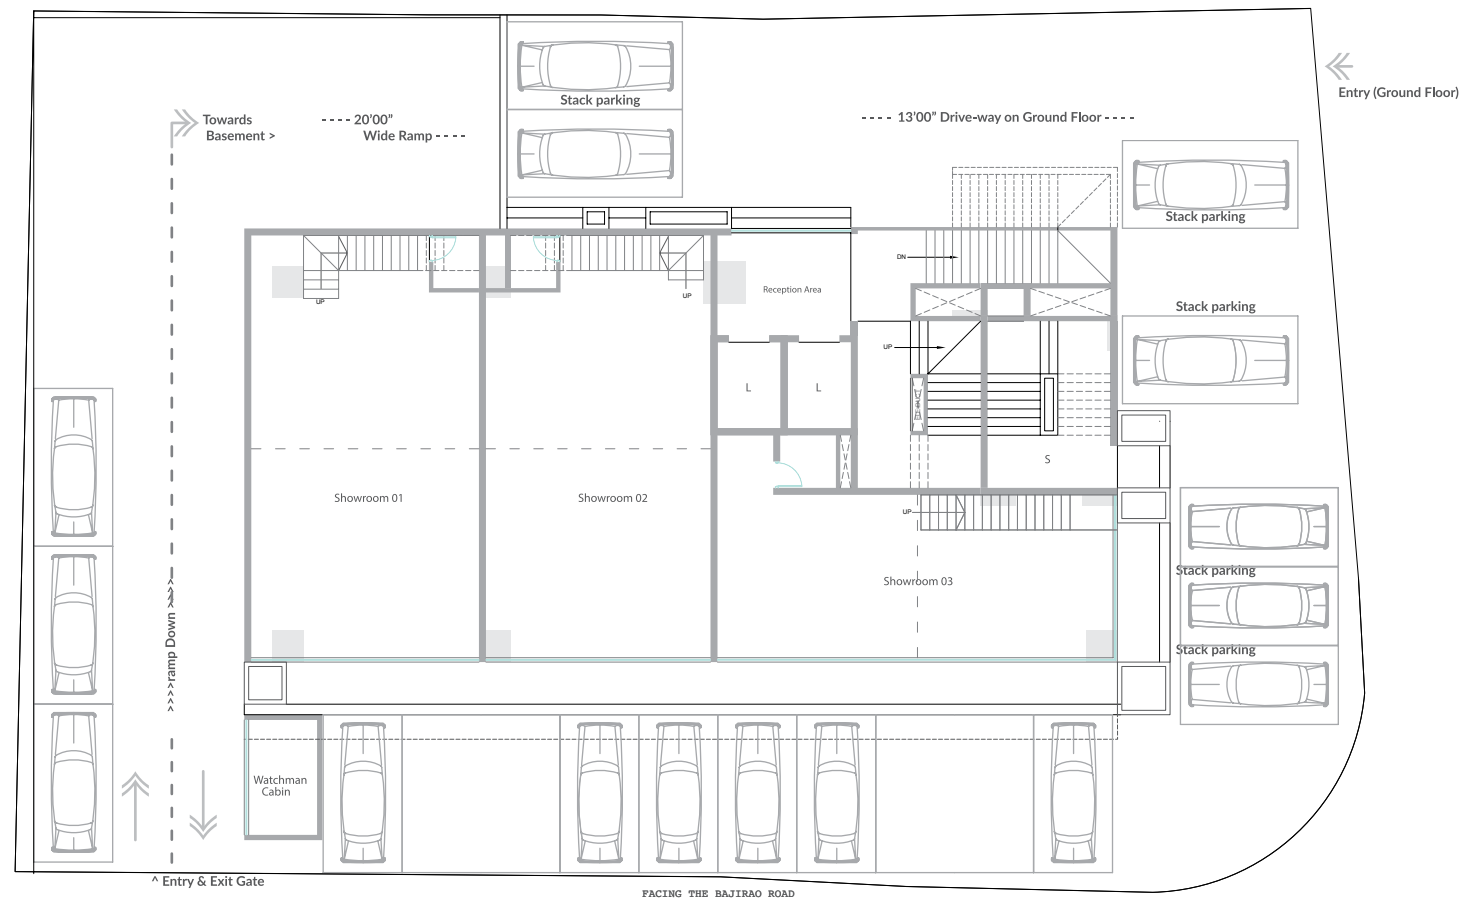 Entry (Ground Floor)
Stack parking
Towards
Basement >
20'00”
Wide Ramp
13'00” Drive-way on Ground Floor
Stack parking
DN
Reception Area
UP
UP
Stack parking
UP
L
L
S
Showroom 01
Showroom 02
UP
Stack parking
Showroom 03
>>>>ramp Down >>>>
Stack parking
Watchman
Cabin
^ Entry & Exit Gate
FACING THE BAJIRAO ROAD